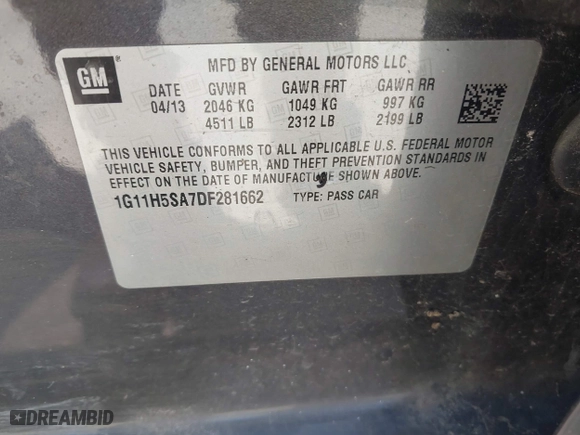 GM
MFD BY GENERAL MOTORS LLC
DATE GVWR GAWR FRT GAWR RR
04/13 2046 KG 1049 KG 997 KG
4511 LB 2312 LB 2199 LB
THIS VEHICLE CONFORMS TO ALL APPLICABLE U.S. FEDERAL MOTOR
VEHICLE SAFETY, BUMPER, AND THEFT PREVENTION STANDARDS IN
EFFECT ON THE DATE OF MANUFACTURE SHOWN ABOVE.
1G11H5SA7DF281662 TYPE: PASS CAR
DREAMBID